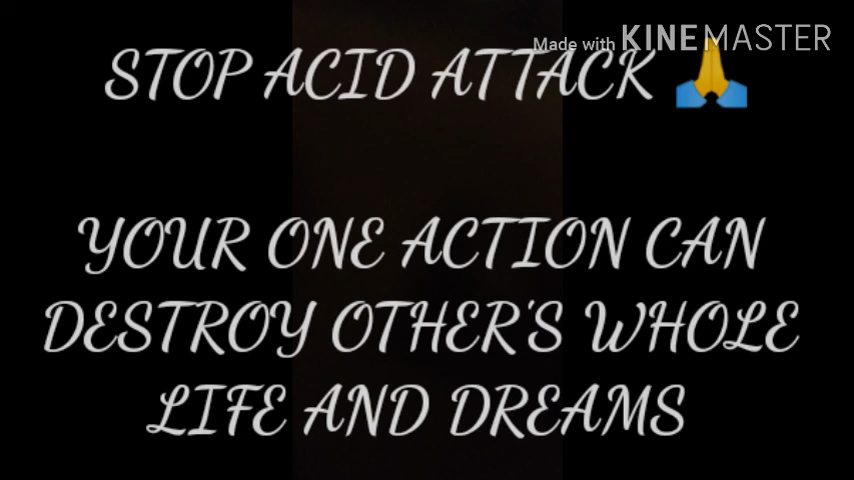 Made with KINEMASTER
STOP ACID ATTACK 🙏
YOUR ONE ACTION CAN
DESTROY OTHER'S WHOLE
LIFE AND DREAMS